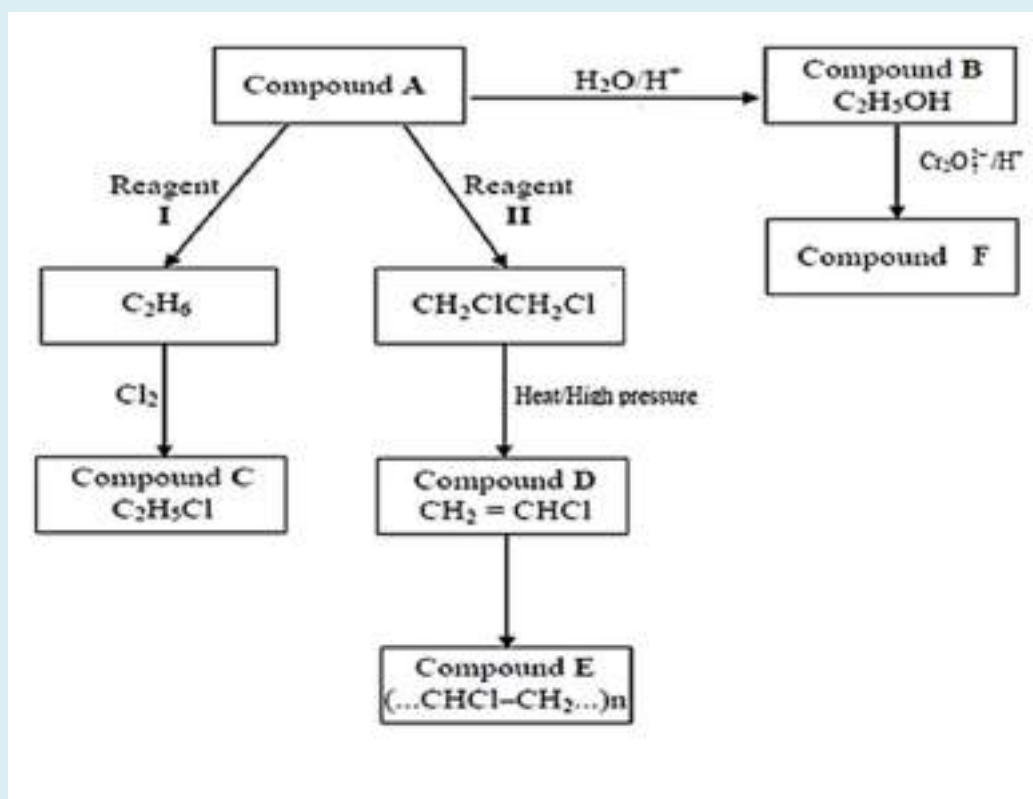 Compound A
H₂O/H⁺
Compound B
C₂H₅OH
Reagent
I
Reagent
II
Cr₂O₇²⁻/H⁺
Compound F
C₂H₆
CH₂ClCH₂Cl
Cl₂
Heat/High pressure
Compound C
C₂H₅Cl
Compound D
CH₂ = CHCl
Compound E
(...CHCl–CH₂...)n